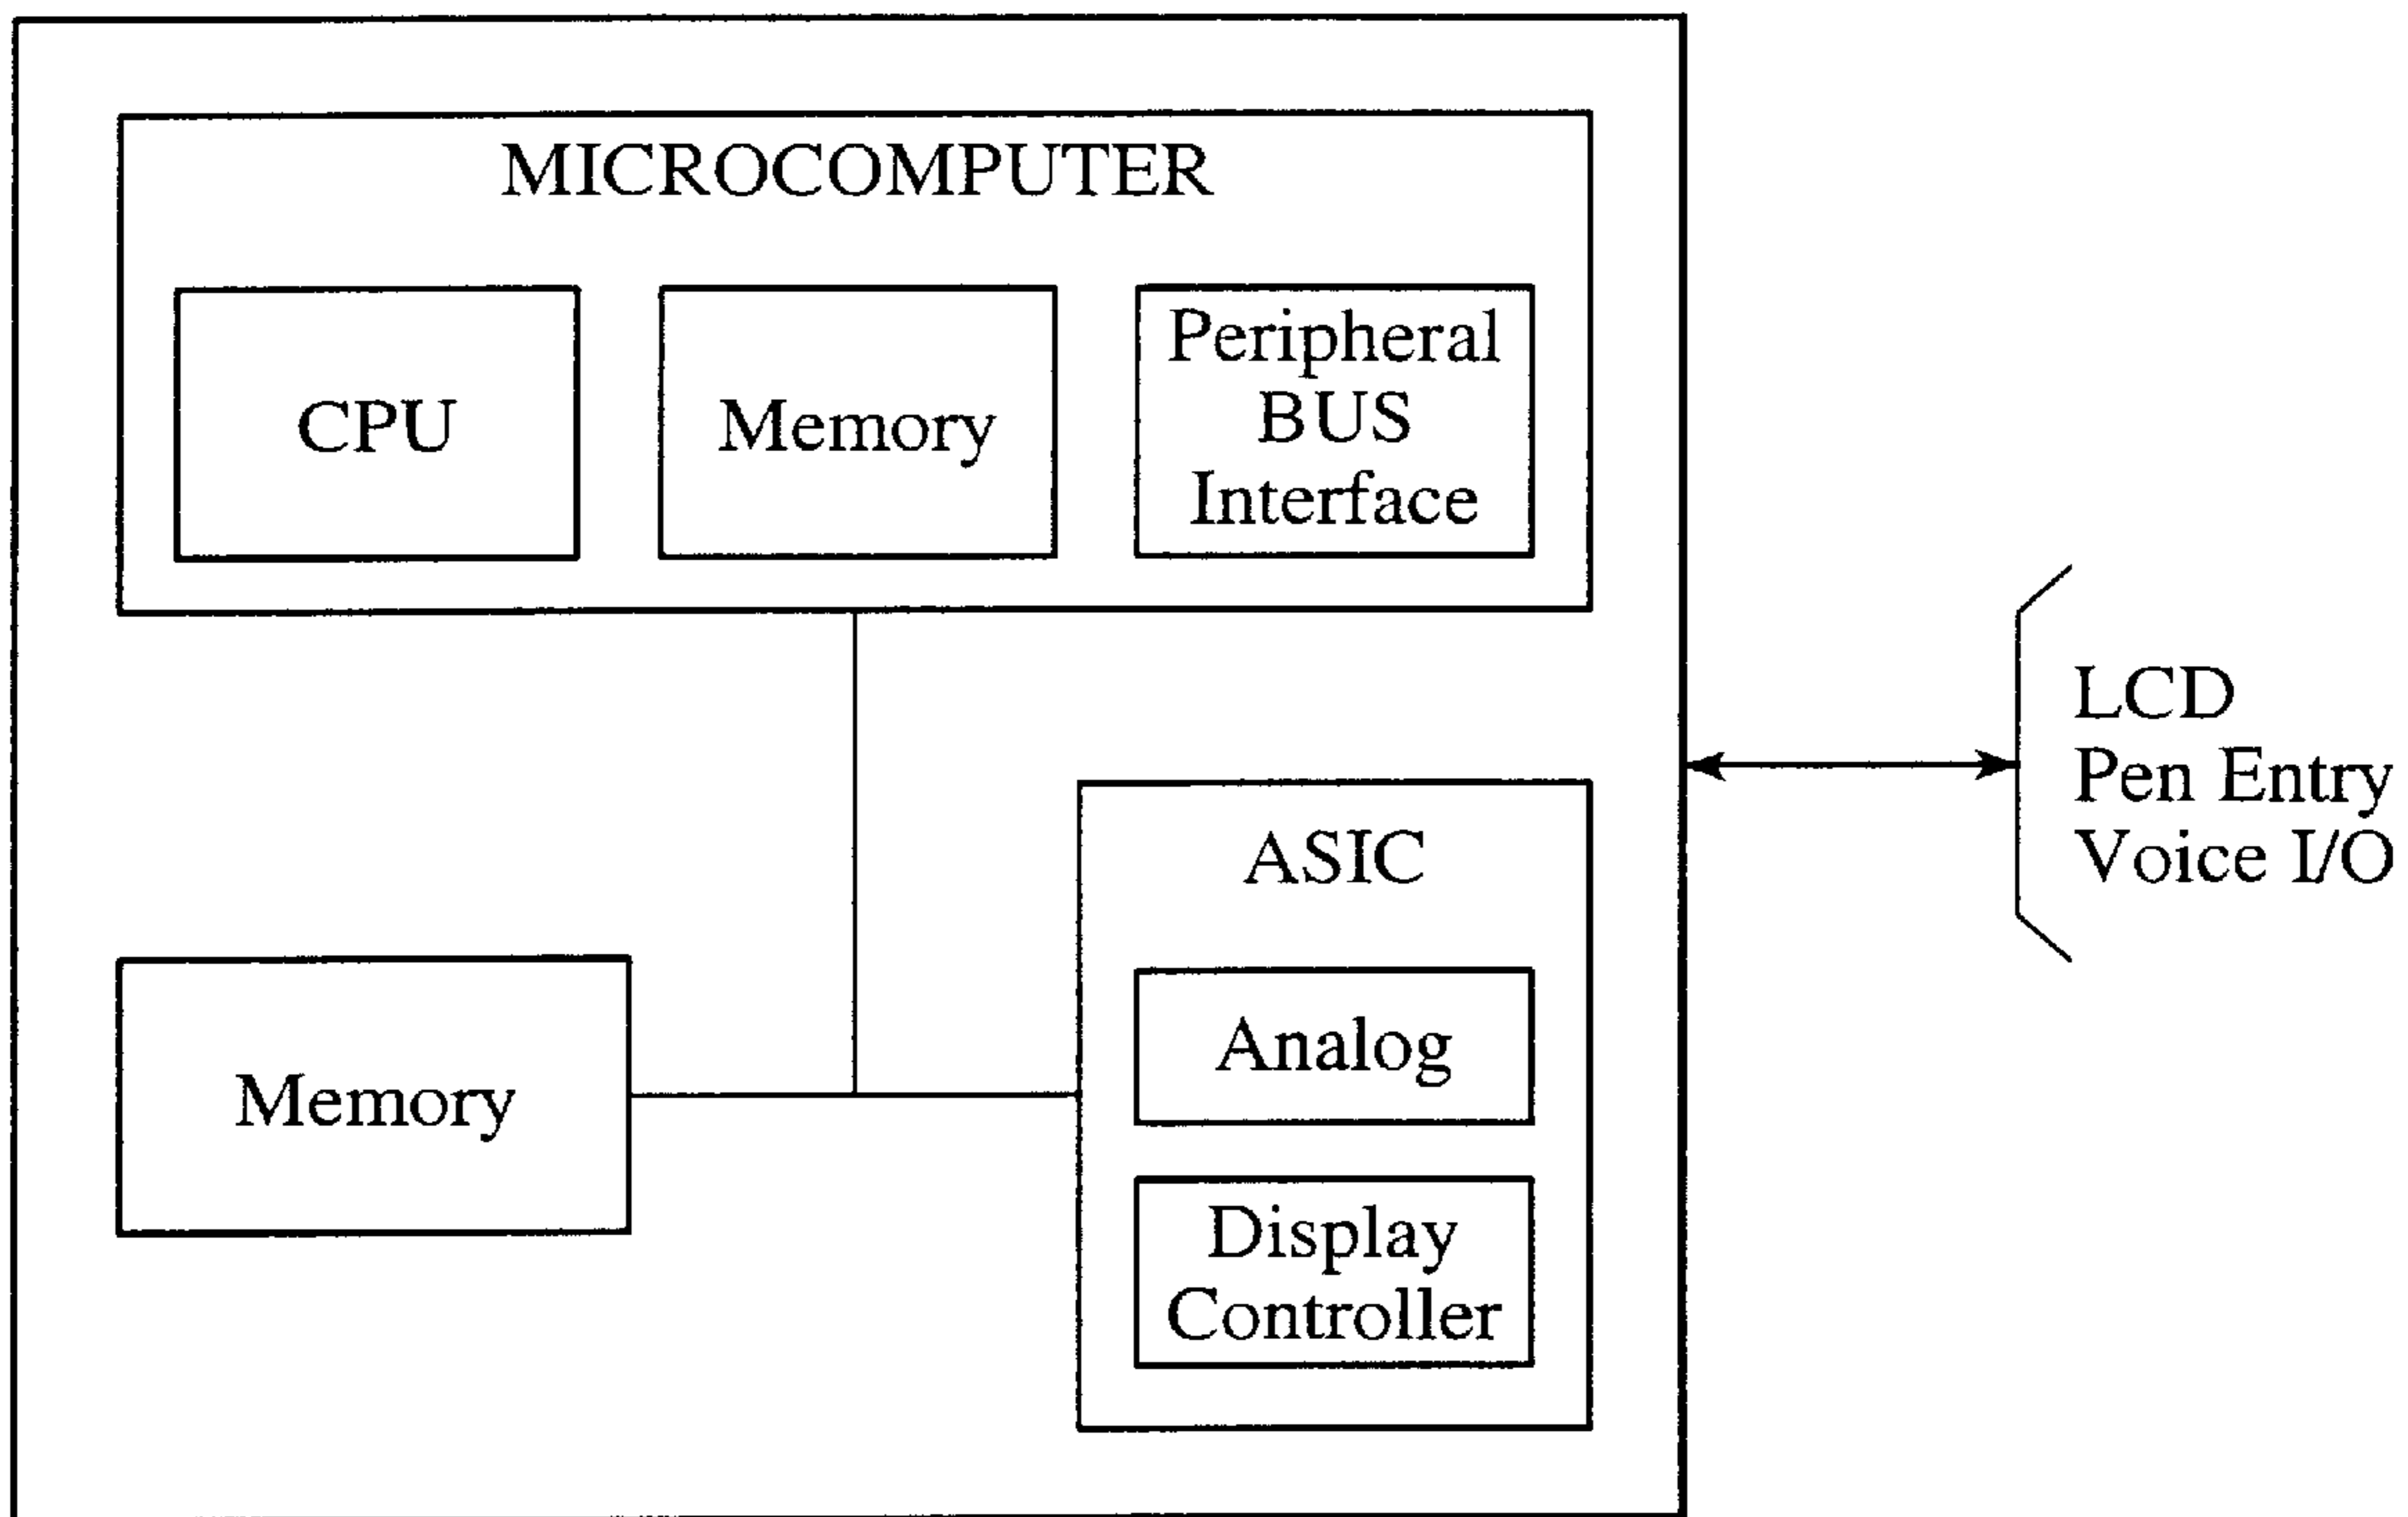 MICROCOMPUTER
CPU
Memory
Peripheral
BUS
Interface
LCD
Pen Entry
Voice I/O
ASIC
Memory
Analog
Display
Controller